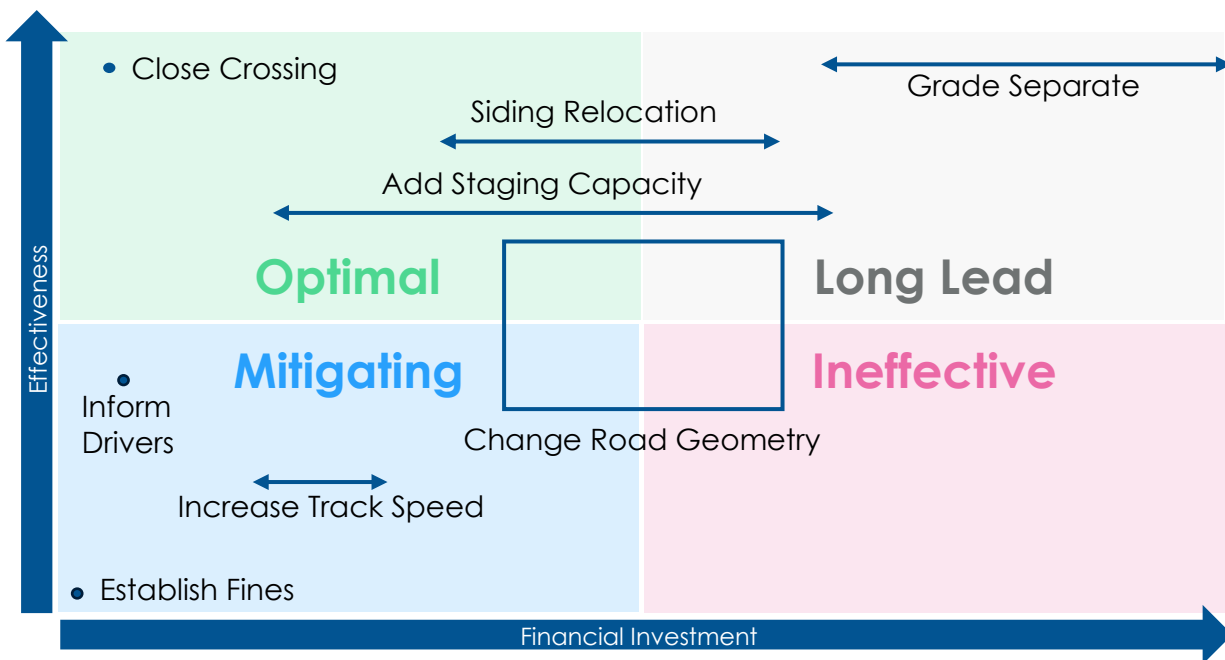 Close Crossing
Grade Separate
Siding Relocation
Add Staging Capacity
Optimal
Long Lead
Effectiveness
Mitigating
Ineffective
Inform
Drivers
Change Road Geometry
Increase Track Speed
Establish Fines
Financial Investment